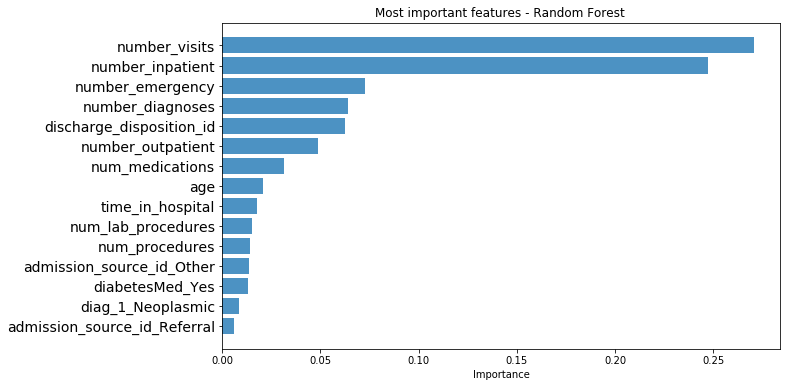 Most important features - Random Forest
number_visits
number_inpatient
number_emergency
number_diagnoses
discharge_disposition_id
number_outpatient
num_medications
age
time_in_hospital
num_lab_procedures
num_procedures
admission_source_id_Other
diabetesMed_Yes
diag_1_Neoplasmic
admission_source_id_Referral
0.00 0.05 0.10 0.15 0.20 0.25
Importance